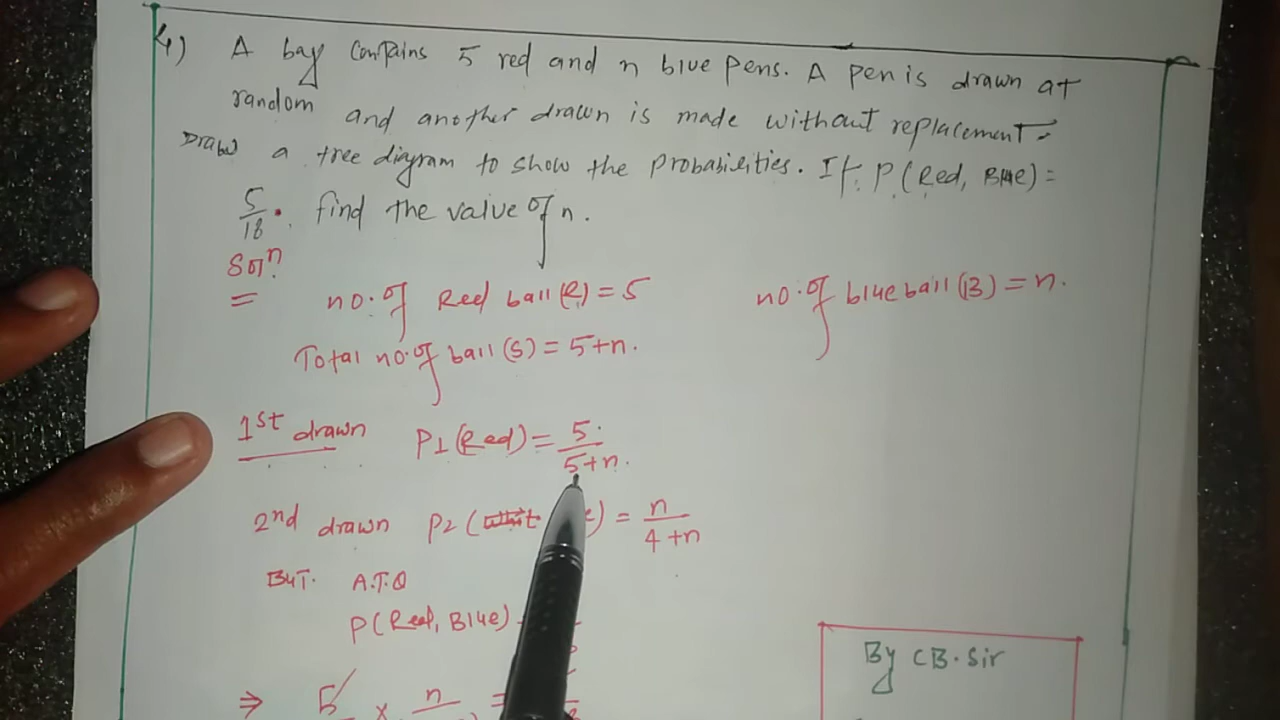 4) A bag contains 5 red and n blue pens. A pen is drawn at
random and another drawn is made without replacement.
Draw a tree diagram to show the probabilities. If P(Red, Blue) =
5/18. find the value of n.
Solⁿ.
= no. of Red ball (R) = 5 no. of blue ball (B) = n.
Total no. of ball (S) = 5+n.
1st drawn P1 (Red) = 5/5+n.
2nd drawn P2 ( ) = n/4+n
But. A.T.Q
P(Red, Blue)
By CB. Sir
⇒ 5 × n =